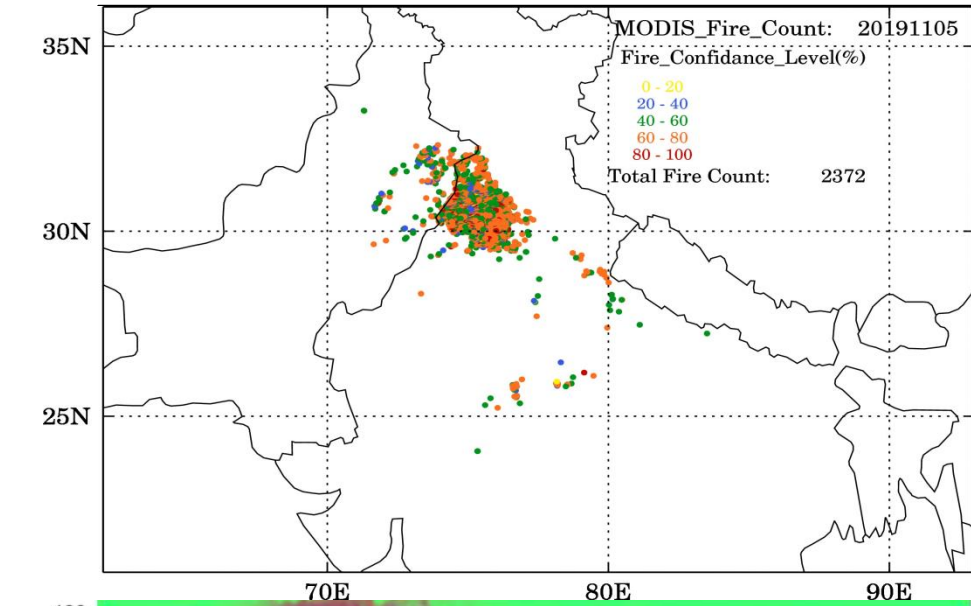 35N
MODIS_Fire_Count: 20191105
Fire_Confidance_Level(%)
0 - 20
20 - 40
40 - 60
60 - 80
80 - 100
Total Fire Count: 2372
30N
25N
70E 80E 90E